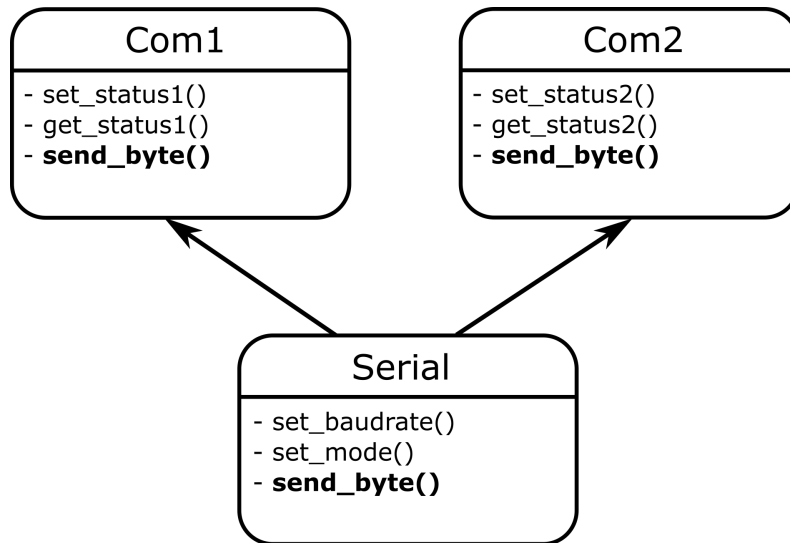 Com1
- set_status1()
- get_status1()
- send_byte()
Com2
- set_status2()
- get_status2()
- send_byte()
Serial
- set_baudrate()
- set_mode()
- send_byte()